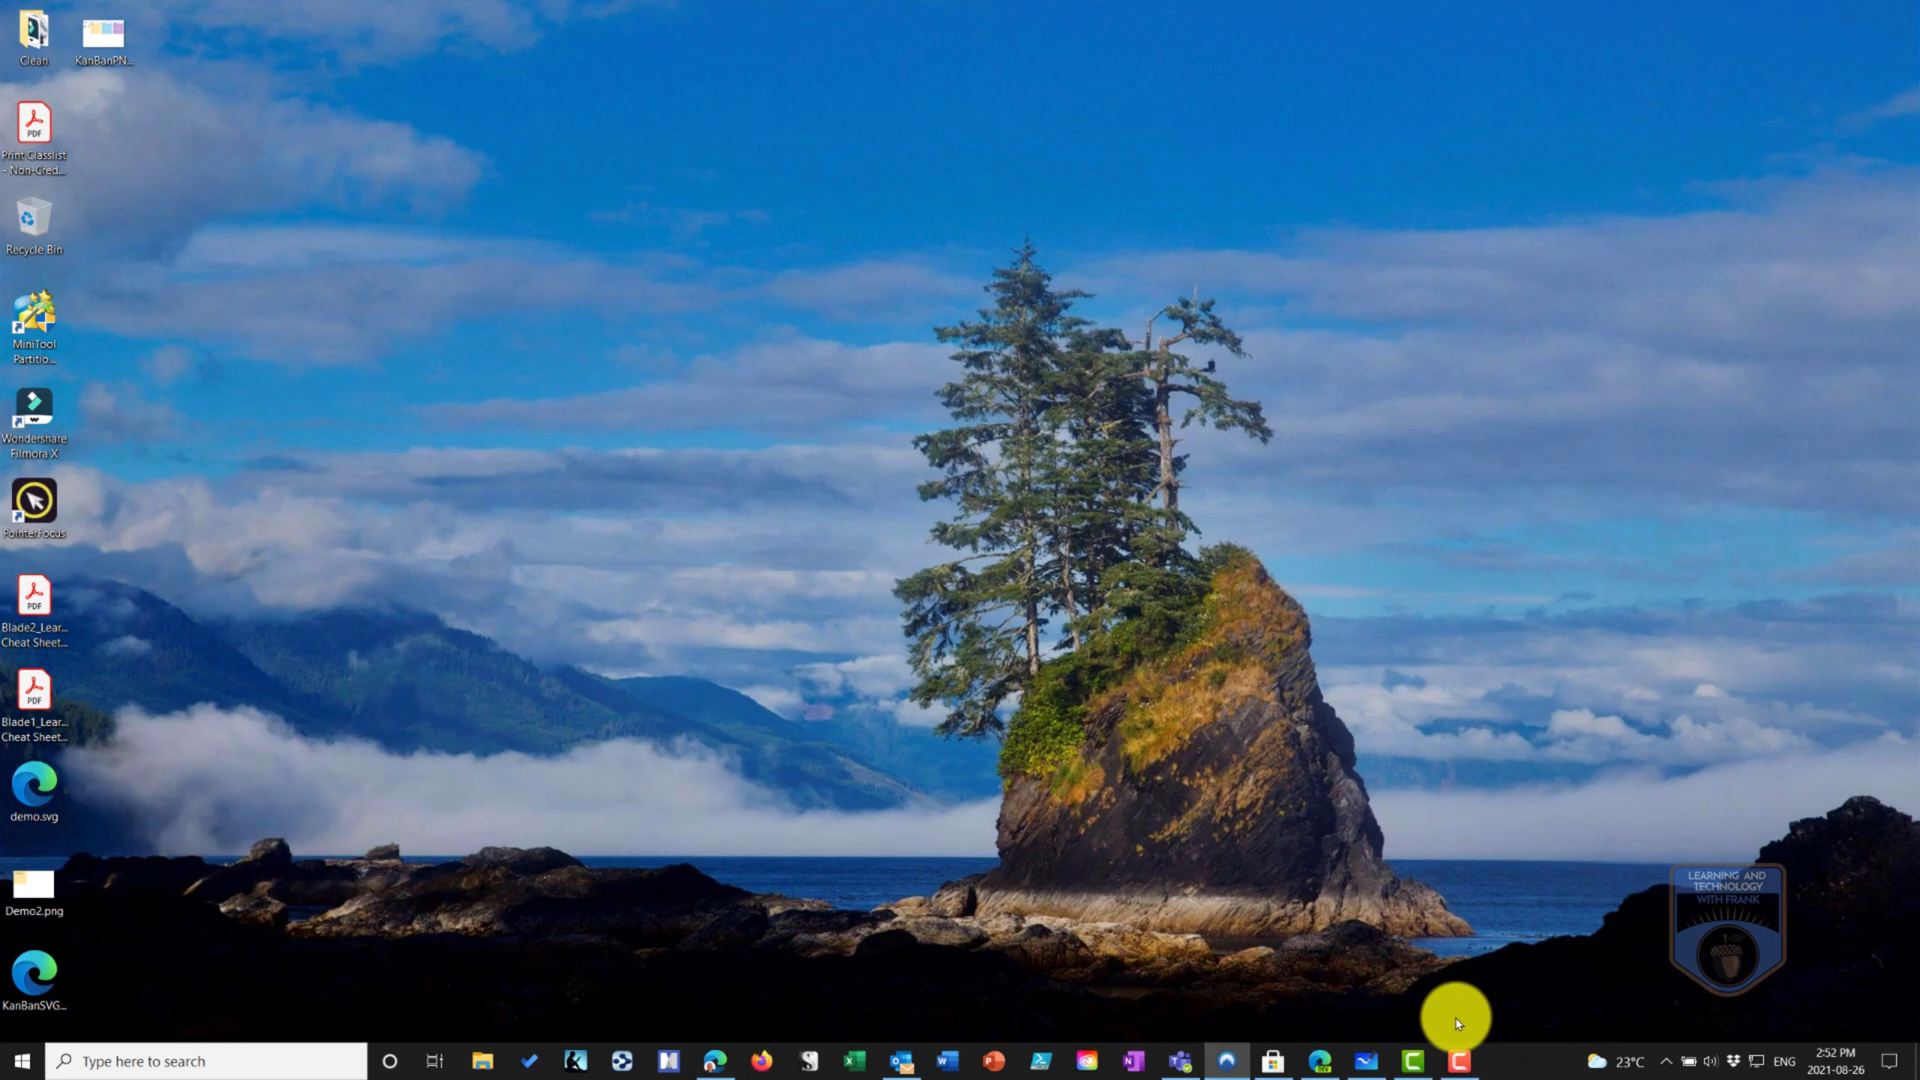 Clean
KanBanPN...
PDF
Print Classlist
- Non-Cred...
Recycle Bin
MiniTool
Partitio...
Wondershare
Filmora X
PointerFocus
PDF
Blade2_Lear...
Cheat Sheet...
PDF
Blade1_Lear...
Cheat Sheet...
demo.svg
Demo2.png
KanBanSVG...
LEARNING AND
TECHNOLOGY
WITH FRANK
Type here to search
DEV
23°C
ENG
2:52 PM
2021-08-26